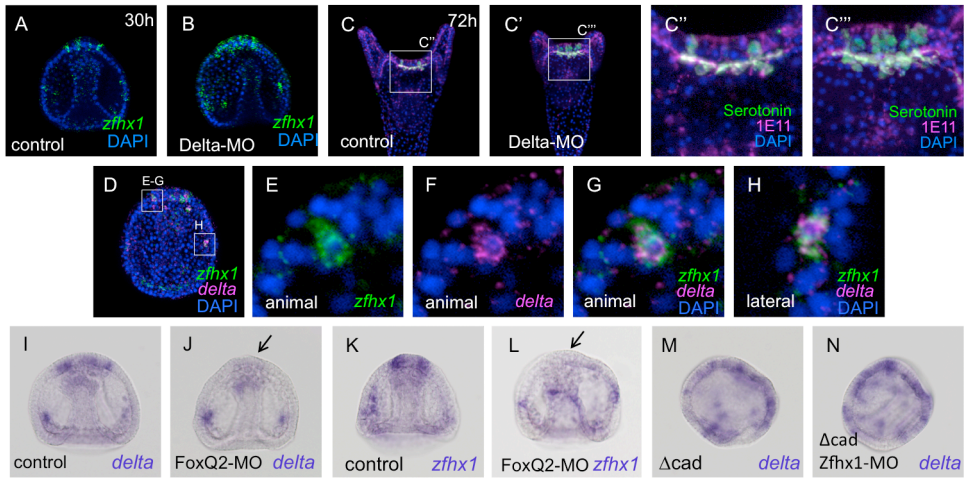 A
30h
zfhx1
control
DAPI
B
zfhx1
Delta-MO
DAPI
C
72h
C''
control
C'
C'''
Delta-MO
C''
Serotonin
1E11
DAPI
C'''
Serotonin
1E11
DAPI
D
E-G
H
zfhx1
delta
DAPI
E
animal
zfhx1
F
animal
delta
G
zfhx1
delta
animal
DAPI
H
zfhx1
delta
lateral
DAPI
I
control
delta
J
FoxQ2-MO
delta
K
control
zfhx1
L
FoxQ2-MO
zfhx1
M
Δcad
delta
N
Δcad
Zfhx1-MO
delta